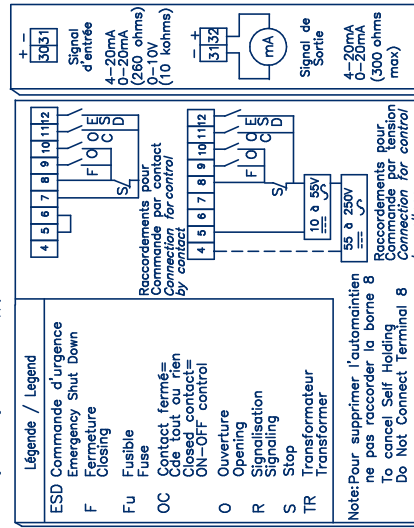 Légende / Legend
ESD Commande d'urgence
Emergency Shut Down
F Fermeture
Closing
Fu Fusible
Fuse
OC Contact fermé=
Cde tout ou rien
Closed contact=
ON-OFF control
O Ouverture
Opening
R Signalisation
Signaling
S Stop
TR Transformateur
Transformer
Note: Pour supprimer l'automaintien
ne pas raccorder la borne 8
To cancel Self Holding
Do Not Connect Terminal 8
4 5 6 7 8 9 10 11 12
F O O E
C S
D
S
Raccordements pour
Commande par contact
Connection for control
by contact
4 5 6 7 8 9 10 11 12
F O O E
C S
D
S
10 à 55V
55 à 250V
Raccordements pour
Commande par tension
Connection for control
+ -
30 31
Signal
d'entrée
4-20mA
0-20mA
(260 ohms)
0-10V
(10 kohms)
- +
31 32
mA
Signal de
Sortie
4-20mA
0-20mA
(300 ohms
max)